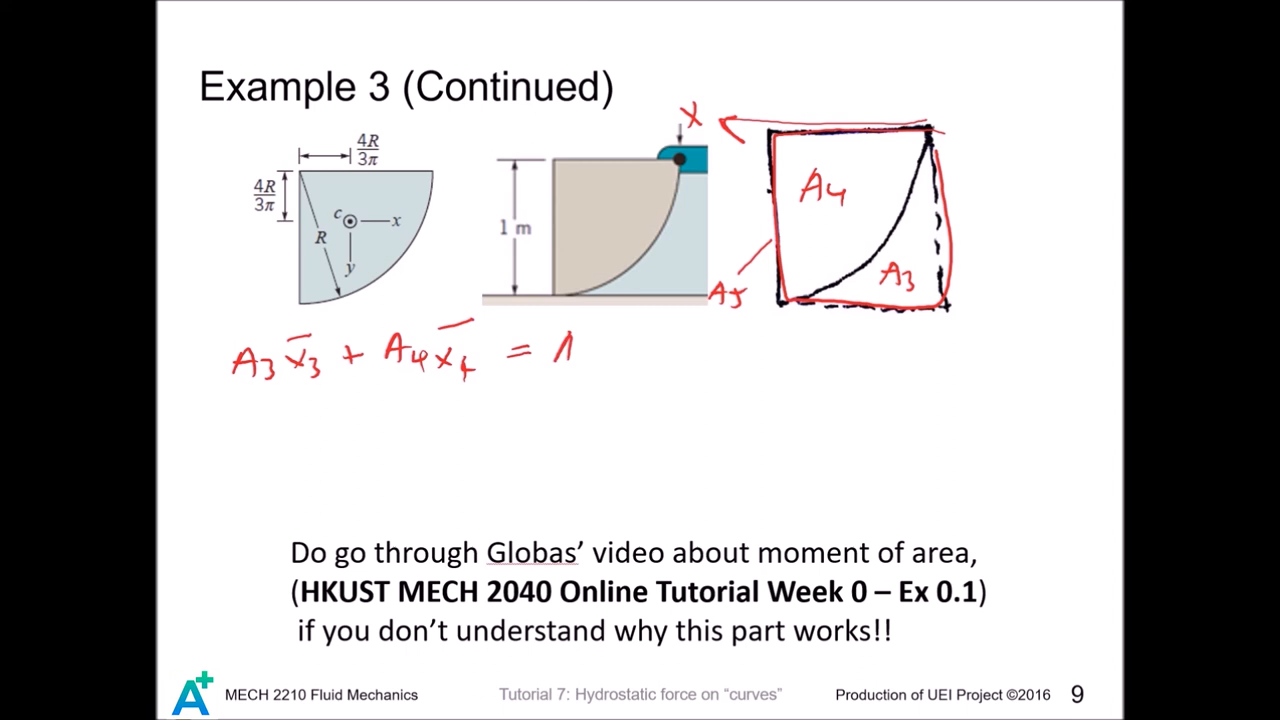 Example 3 (Continued)
4R
3π
4R
3π
c
x
R
y
1 m
X
A4
A3
A5
A3 x̄3 + A4 x̄4 =
Do go through Globas’ video about moment of area,
(HKUST MECH 2040 Online Tutorial Week 0 – Ex 0.1)
if you don’t understand why this part works!!
A+
MECH 2210 Fluid Mechanics
Tutorial 7: Hydrostatic force on “curves”
Production of UEI Project ©2016
9